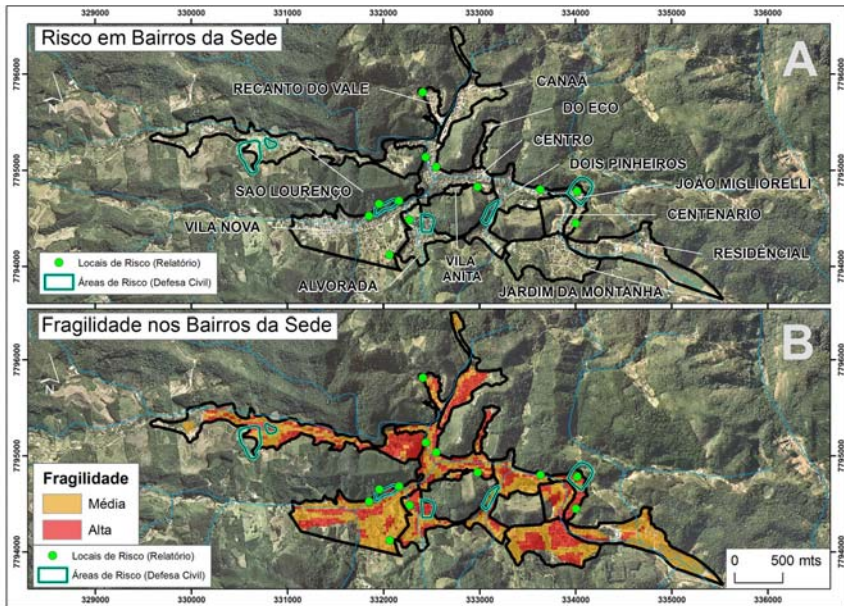 329000 330000 331000 332000 333000 334000 335000 336000
Risco em Bairros da Sede
A
7796000
7795000
7794000
N
RECANTO DO VALE
CANAÃ
DO ECO
CENTRO
DOIS PINHEIROS
SAO LOURENÇO
JOÃO MIGLIORELLI
CENTENARIO
VILA NOVA
RESIDÊNCIAL
VILA
ANITA
ALVORADA
JARDIM DA MONTANHA
Locais de Risco (Relatório)
Áreas de Risco (Defesa Civil)
Fragilidade nos Bairros da Sede
B
7796000
7795000
7794000
N
Fragilidade
Média
Alta
Locais de Risco (Relatório)
Áreas de Risco (Defesa Civil)
0 500 mts
329000 330000 331000 332000 333000 334000 335000 336000